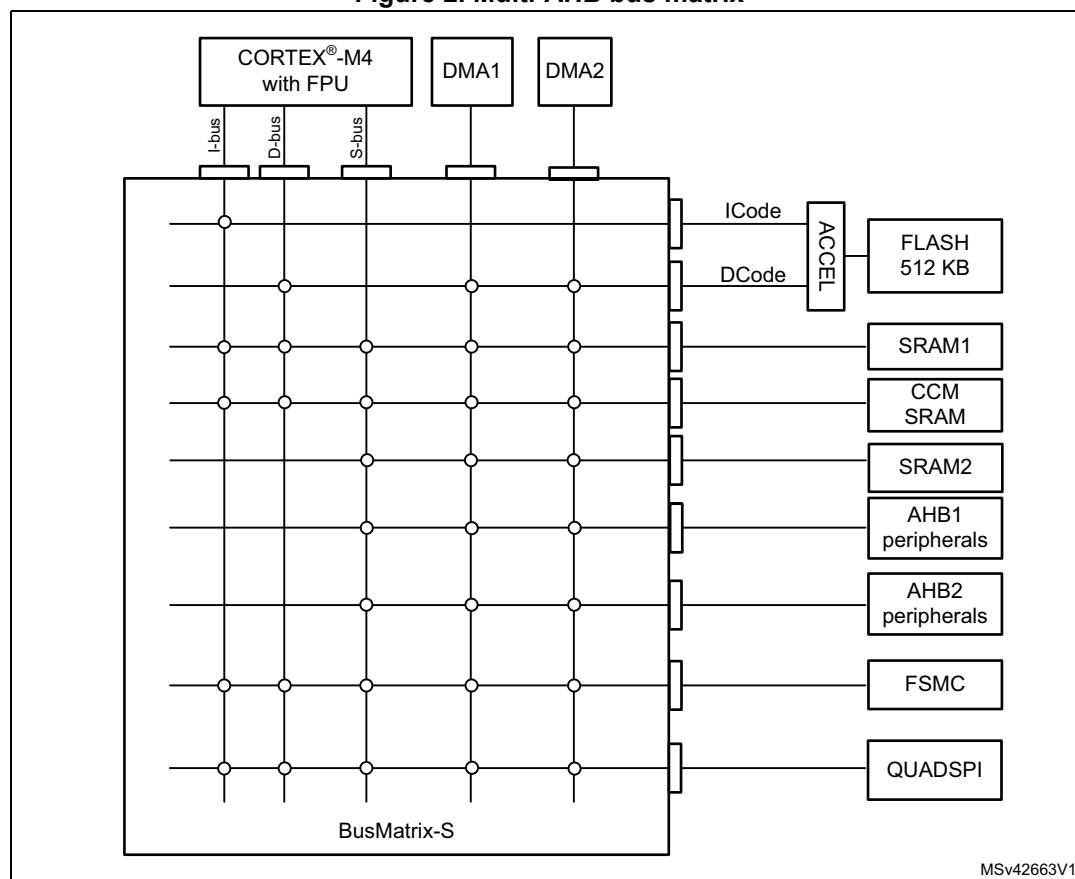 Figure 2. Multi-AHB bus matrix
CORTEX®-M4
with FPU
DMA1
DMA2
I-bus
D-bus
S-bus
ICode
DCode
ACCEL
FLASH
512 KB
SRAM1
CCM
SRAM
SRAM2
AHB1
peripherals
AHB2
peripherals
FSMC
QUADSPI
BusMatrix-S
MSv42663V1